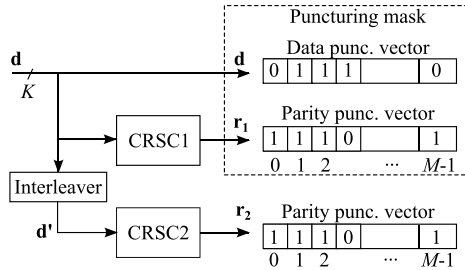 Puncturing mask
Data punc. vector
d
d
0 1 1 1 0
K
Parity punc. vector
CRSC1
r1
1 1 1 0 1
0 1 2 ... M-1
Interleaver
Parity punc. vector
d'
CRSC2
r2
1 1 1 0 1
0 1 2 ... M-1